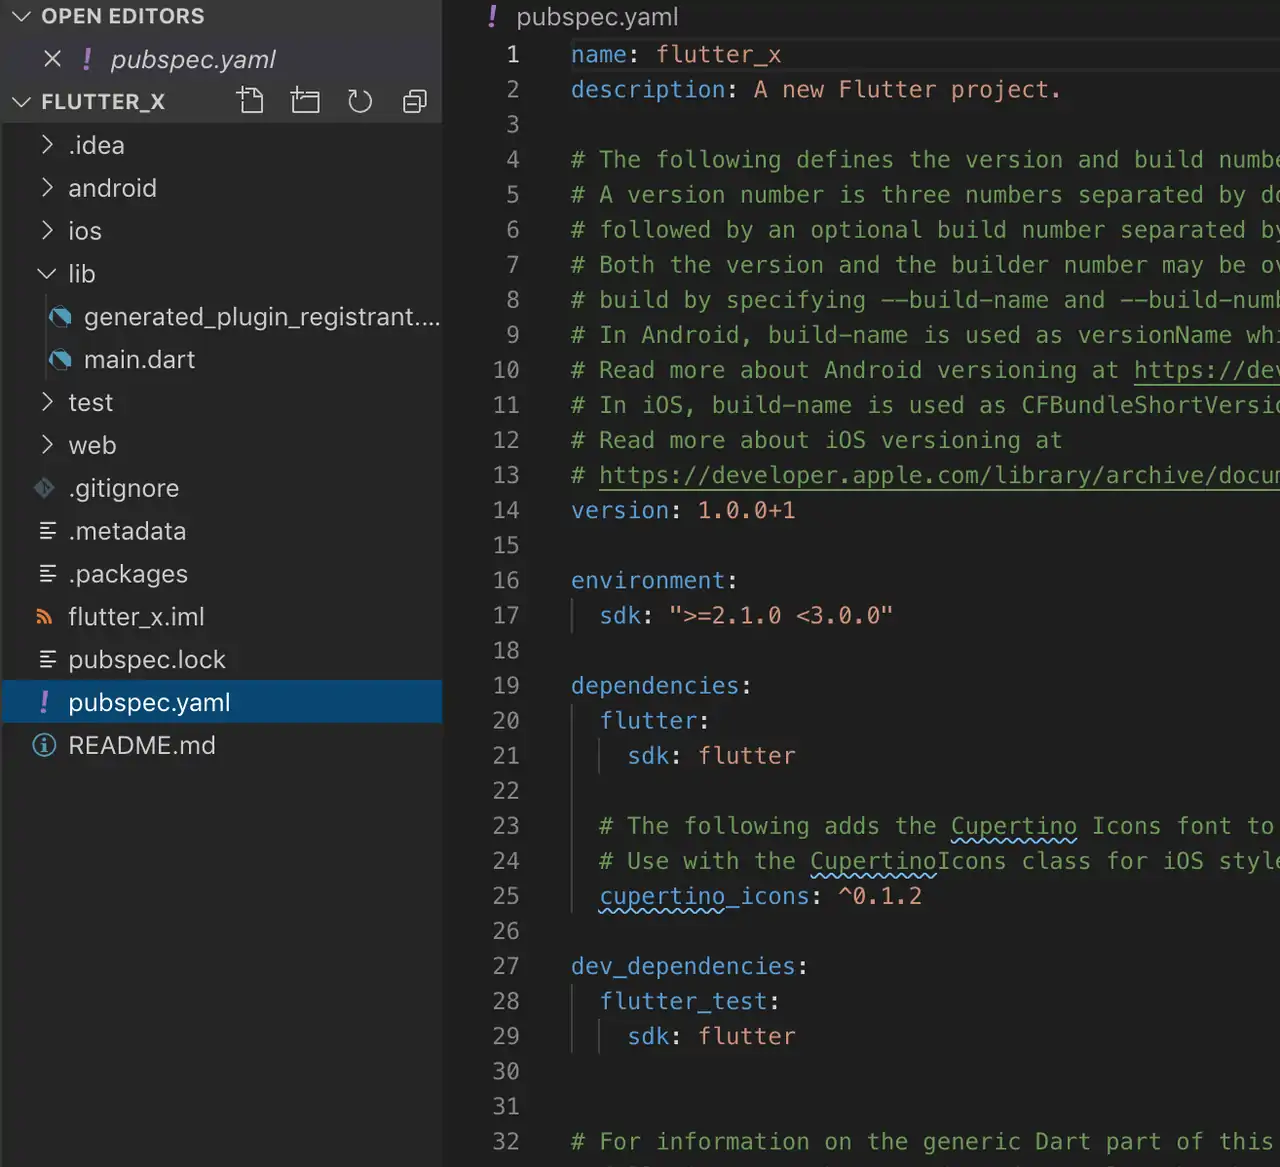 OPEN EDITORS
! pubspec.yaml
FLUTTER_X
.idea
android
ios
lib
generated_plugin_registrant....
main.dart
test
web
.gitignore
.metadata
.packages
flutter_x.iml
pubspec.lock
! pubspec.yaml
README.md
! pubspec.yaml
1 name: flutter_x
2 description: A new Flutter project.
3
4 # The following defines the version and build numbe
5 # A version number is three numbers separated by do
6 # followed by an optional build number separated by
7 # Both the version and the builder number may be ov
8 # build by specifying --build-name and --build-numb
9 # In Android, build-name is used as versionName whi
10 # Read more about Android versioning at https://dev
11 # In iOS, build-name is used as CFBundleShortVersio
12 # Read more about iOS versioning at
13 # https://developer.apple.com/library/archive/docum
14 version: 1.0.0+1
15
16 environment:
17 sdk: ">=2.1.0 <3.0.0"
18
19 dependencies:
20 flutter:
21 sdk: flutter
22
23 # The following adds the Cupertino Icons font to
24 # Use with the CupertinoIcons class for iOS style
25 cupertino_icons: ^0.1.2
26
27 dev_dependencies:
28 flutter_test:
29 sdk: flutter
30
31
32 # For information on the generic Dart part of this